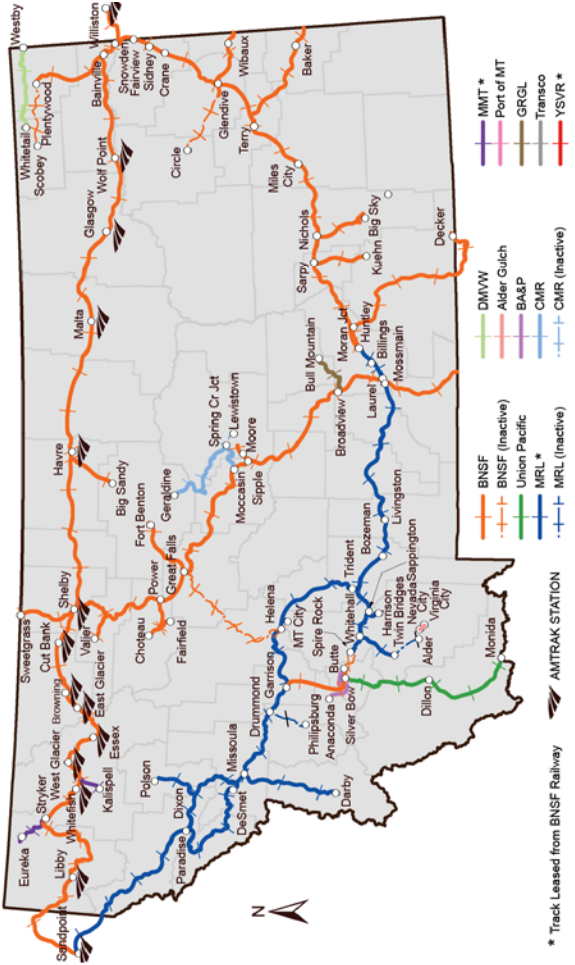 Eureka
Stryker
West Glacier
Browning
Cut Bank
Sweetgrass
Shelby
Havre
Malta
Glasgow
Wolf Point
Scobey
Whitetail
Plentywood
Westby
Bainville
Williston
Snowden
Fairview
Sidney
Crane
Sandpoint
Libby
Whitefish
Kalispell
Essex
East Glacier
Valier
Big Sandy
Fort Benton
Power
Choteau
Fairfield
Great Falls
Geraldine
Spring Cr Jct
Lewistown
Moore
Moccasin
Sipple
Circle
Glendive
Wibaux
Terry
Baker
Miles
City
Polson
Dixon
Paradise
Missoula
DeSmet
Darby
Drummond
Garrison
Helena
MT City
Spire Rock
Butte
Whitehall
Trident
Philipsburg
Anaconda
Silver Bow
Dillon
Monida
Harrison
Twin Bridges
Nevada
City
Sappington
Virginia
City
Alder
Bozeman
Livingston
Broadview
Bull Mountain
Moran Jct
Huntley
Billings
Laurel
Mossmain
Sarpy
Nichols
Kuehn
Big Sky
Decker
N
* Track Leased from BNSF Railway
AMTRAK STATION
BNSF
BNSF (Inactive)
Union Pacific
MRL *
MRL (Inactive)
DMVW
Alder Gulch
BA&P
CMR
CMR (Inactive)
MMT *
Port of MT
GRGL
Transco
YSVR *